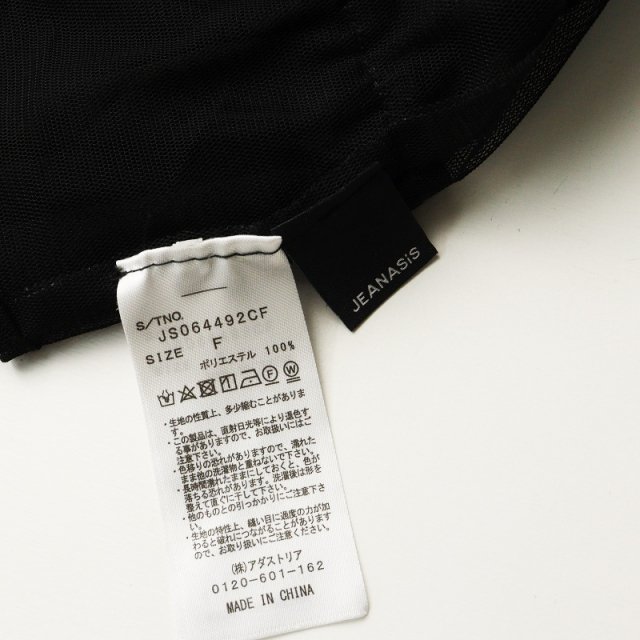 JEANASiS
S/TNO.
JS064492CF
SIZE F
ポリエステル 100%
・生地の性質上、多少縮むことがあります。
・この製品は、直射日光等により退色する事がありますので、お取扱いにはご注意下さい。
・色移りの恐れがありますので、濡れたまま他の洗濯物と重ねないで下さい。
・長時間濡れたままにしておくと、色が落ちる恐れがあります。洗濯後は形を整えて直ぐに干して下さい。
・他のものとの引っかかりにご注意下さい。
・生地の特性上、縫い目に過度の力が加わると破れにつながることがありますので、お取り扱いにご注意下さい。
(株)アダストリア
0120-601-162
MADE IN CHINA